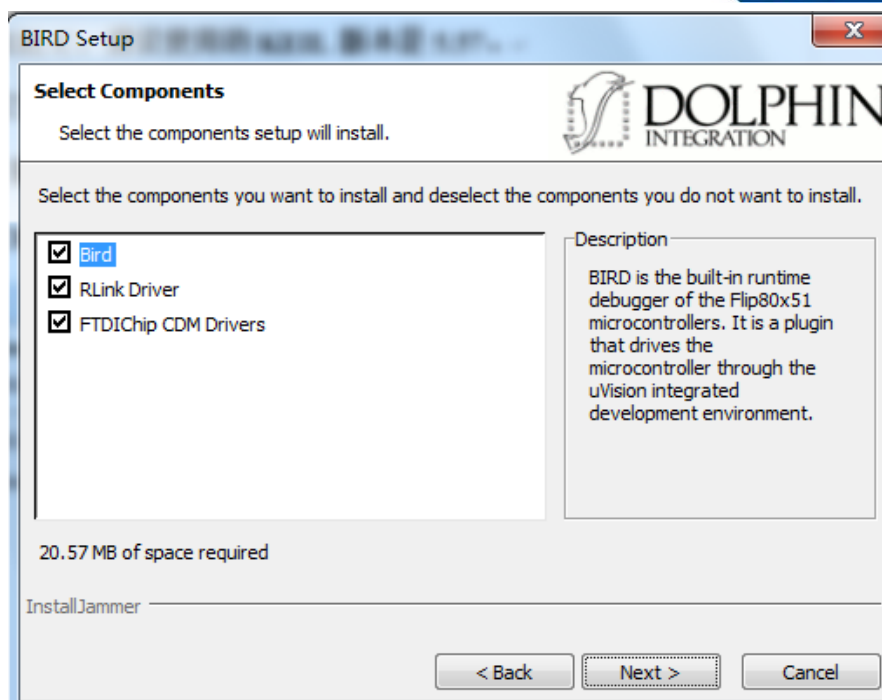 BIRD Setup
Select Components
Select the components setup will install.
DOLPHIN
INTEGRATION
Select the components you want to install and deselect the components you do not want to install.
Bird
RLink Driver
FTDIChip CDM Drivers
Description
BIRD is the built-in runtime
debugger of the Flip80x51
microcontrollers. It is a plugin
that drives the
microcontroller through the
uVision integrated
development environment.
20.57 MB of space required
InstallJammer
< Back
Next >
Cancel